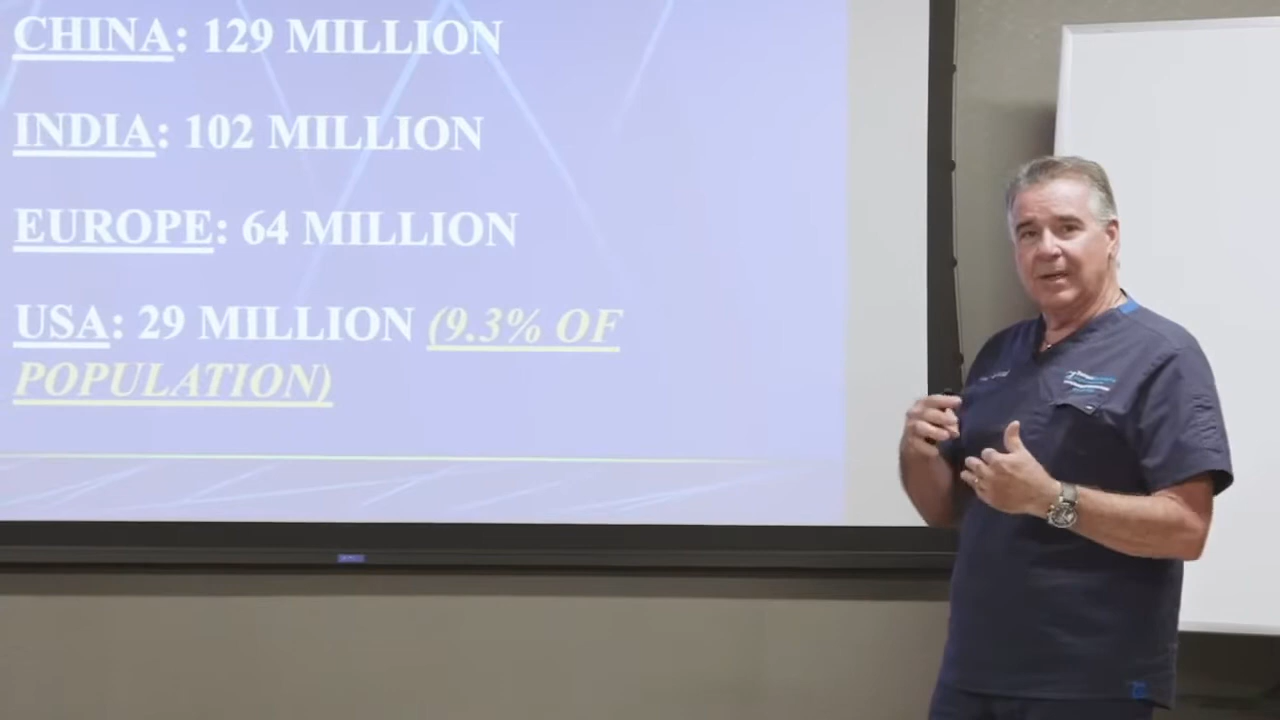 CHINA: 129 MILLION
INDIA: 102 MILLION
EUROPE: 64 MILLION
USA: 29 MILLION (9.3% OF
POPULATION)